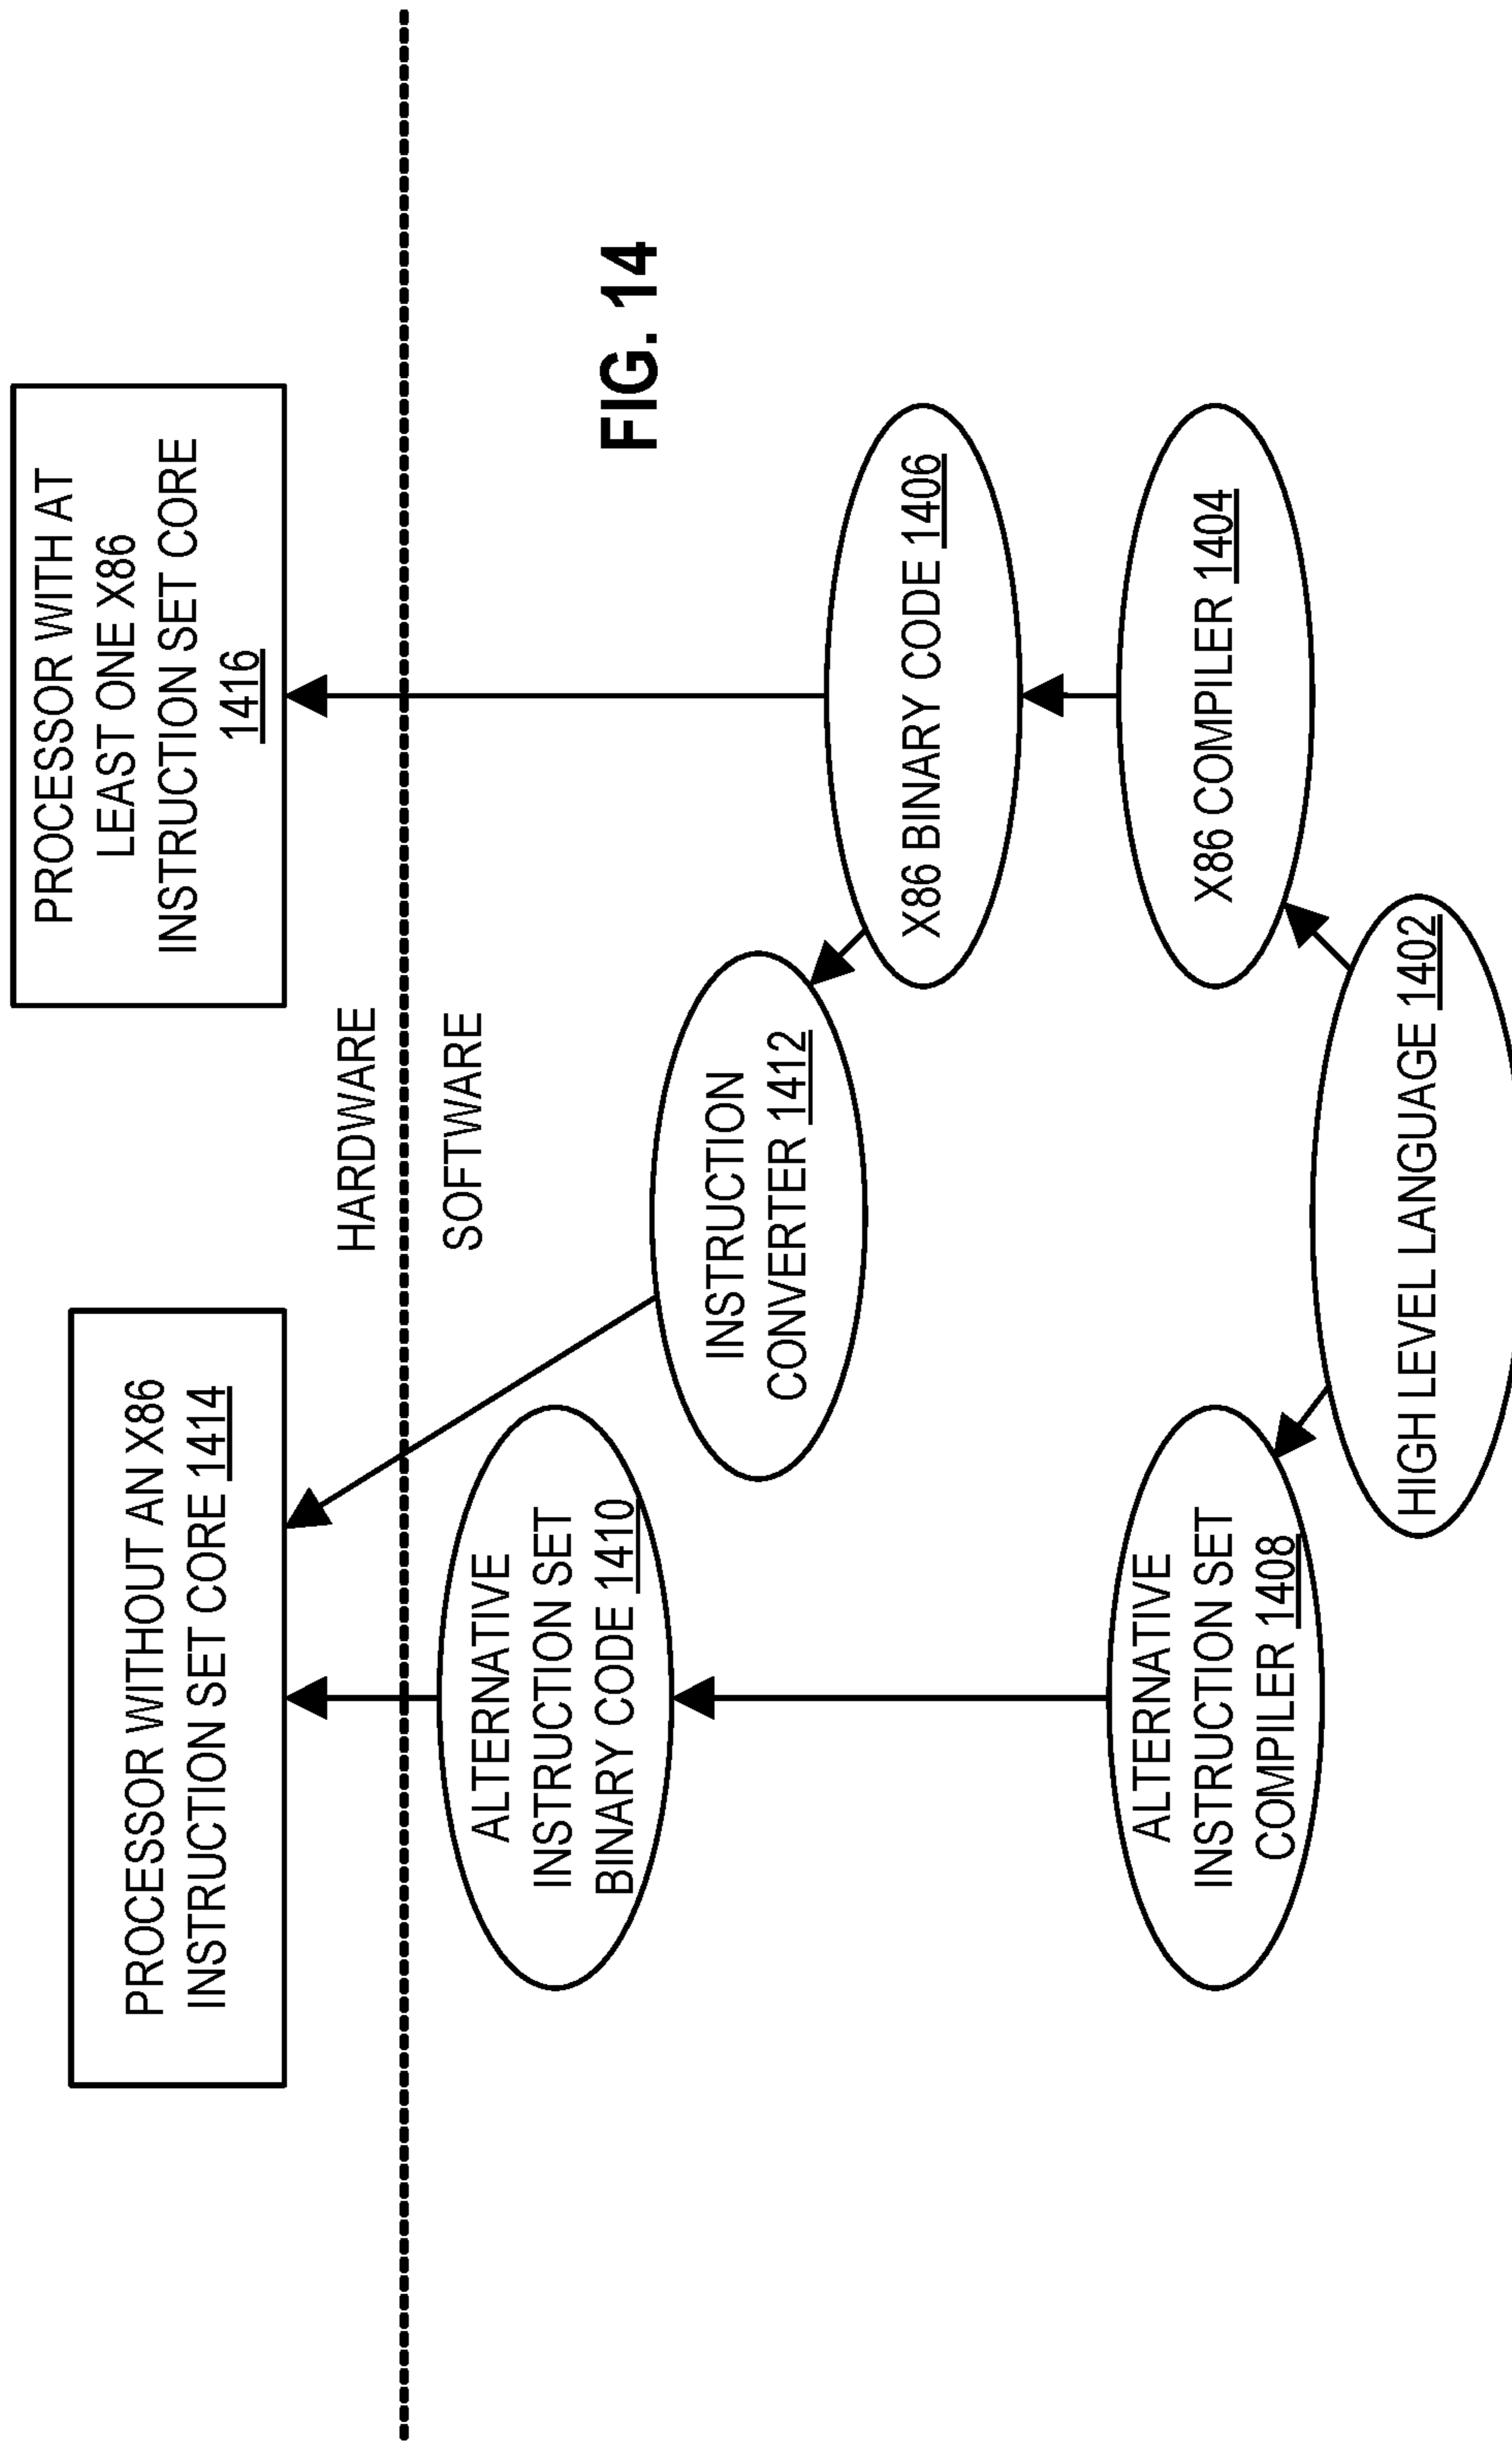 PROCESSOR WITHOUT AN X86
INSTRUCTION SET CORE 1414
PROCESSOR WITH AT
LEAST ONE X86
INSTRUCTION SET CORE
1416
HARDWARE
SOFTWARE
ALTERNATIVE
INSTRUCTION SET
BINARY CODE 1410
INSTRUCTION
CONVERTER 1412
FIG. 14
X86 BINARY CODE 1406
ALTERNATIVE
INSTRUCTION SET
COMPILER 1408
X86 COMPILER 1404
HIGH LEVEL LANGUAGE 1402